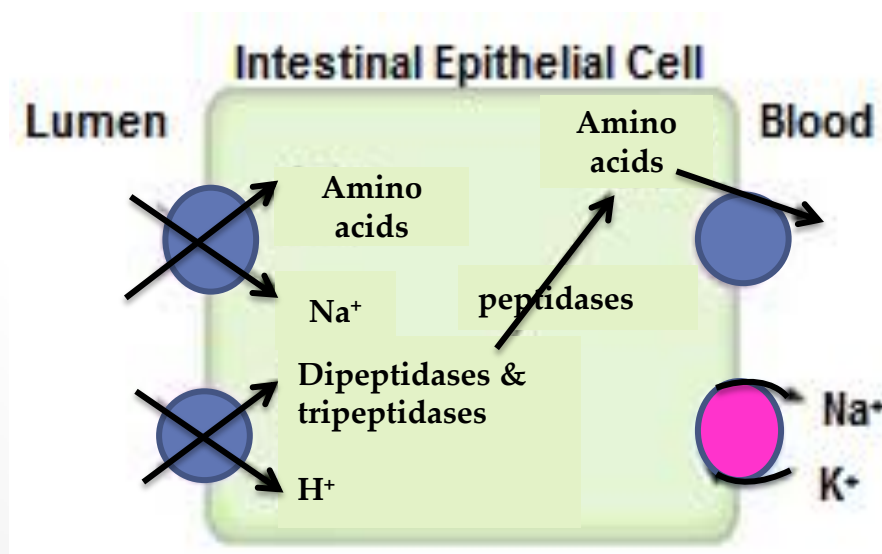 Intestinal Epithelial Cell
Lumen
Blood
Amino
acids
Amino
acids
Na⁺
peptidases
Dipeptidases &
tripeptidases
H⁺
Na⁺
K⁺